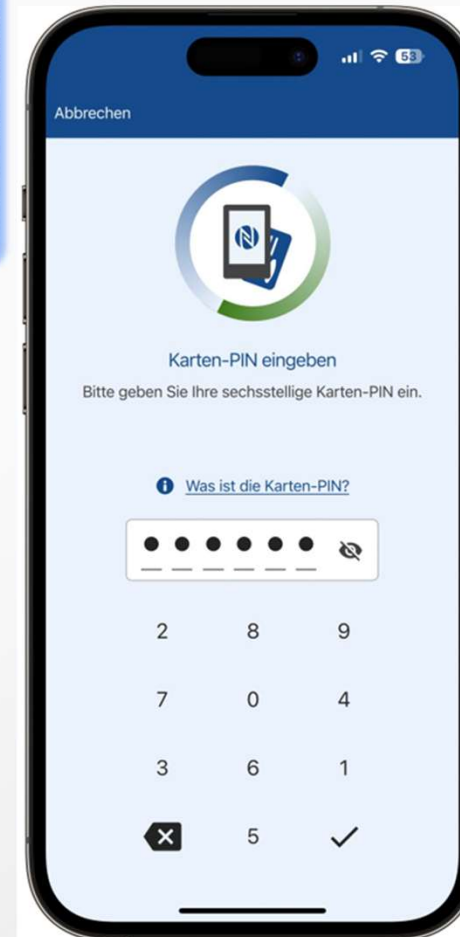 53
Abbrechen
Karten-PIN eingeben
Bitte geben Sie Ihre sechsstellige Karten-PIN ein.
Was ist die Karten-PIN?
2 8 9
7 0 4
3 6 1
5